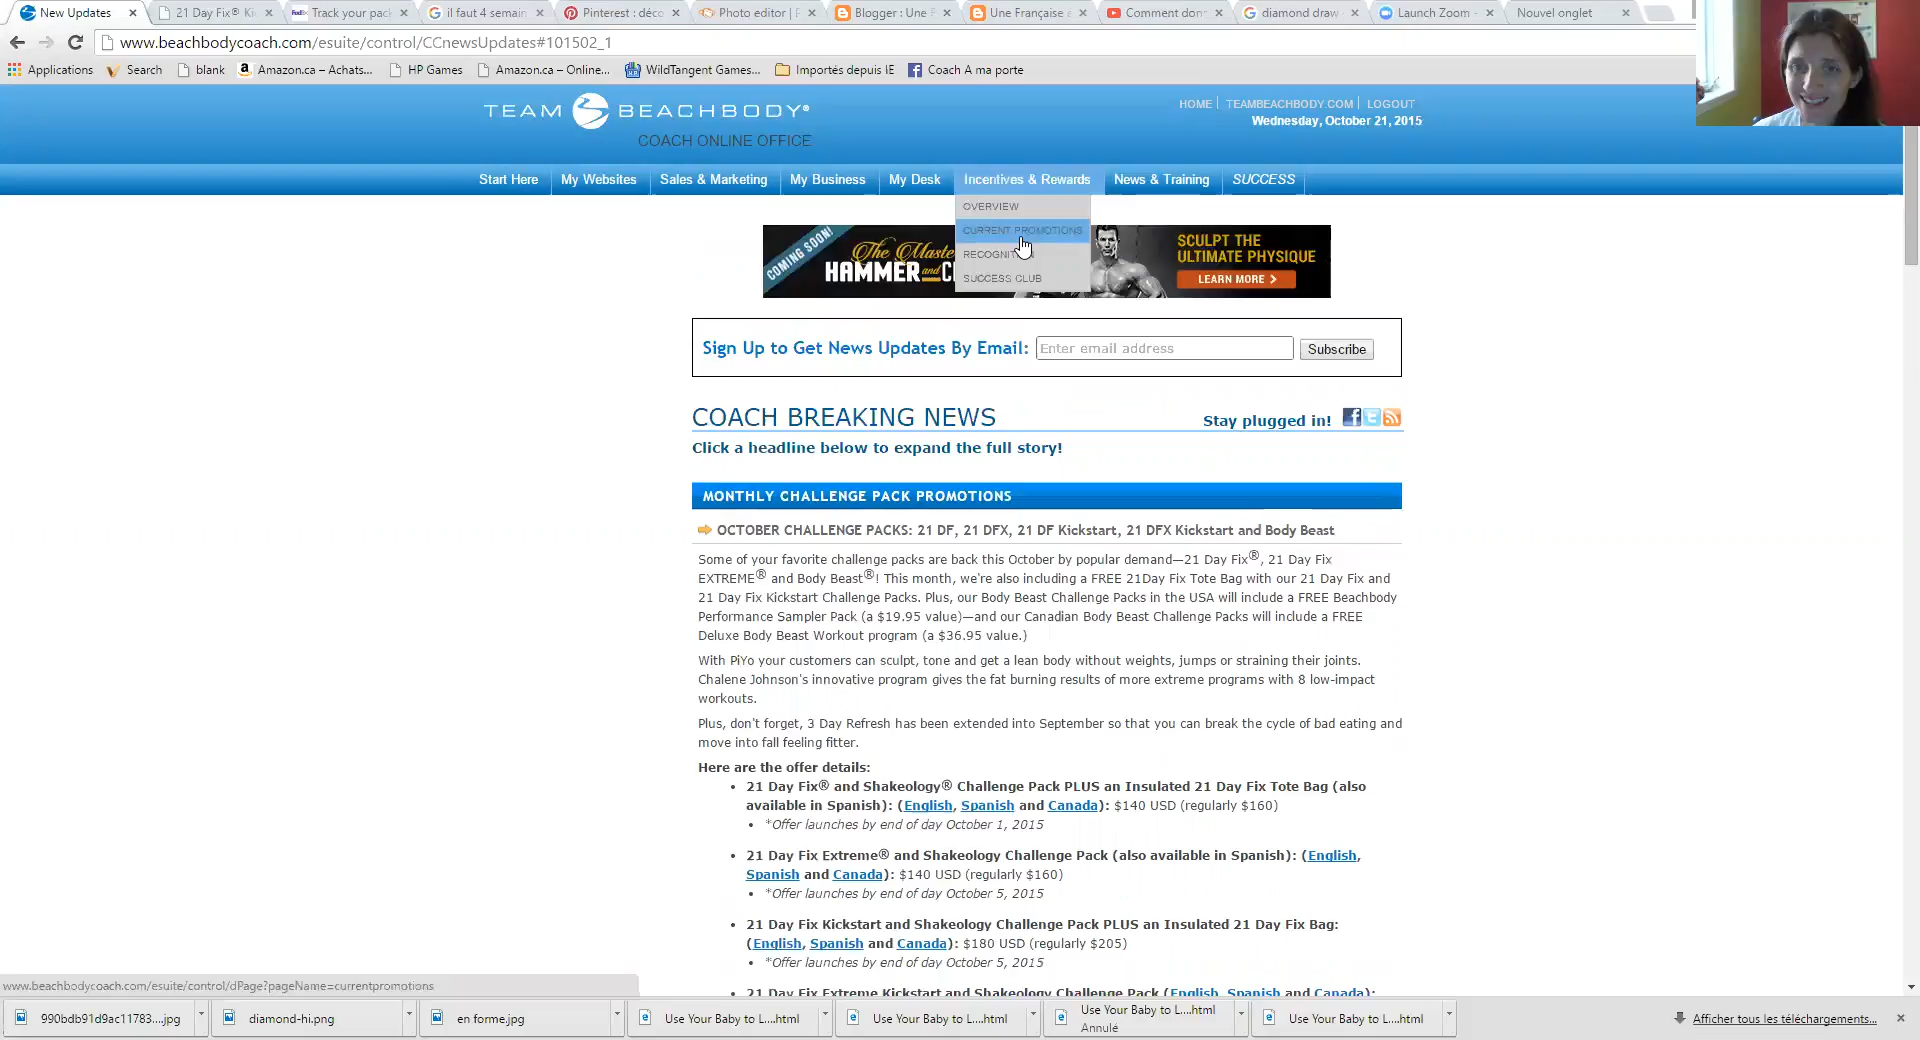 New Updates
21 Day Fix® Ki
Track your pac
il faut 4 semain
Pinterest : déco
Photo editor | F
Blogger : Une F
Une Française e
Comment don
diamond draw -
Launch Zoom -
Nouvel onglet
www.beachbodycoach.com/esuite/control/CCnewsUpdates#101502_1
Applications
Search
blank
Amazon.ca – Achats...
HP Games
Amazon.ca – Online...
WildTangent Games...
Importés depuis IE
Coach A ma porte
TEAM BEACHBODY®
COACH ONLINE OFFICE
HOME | TEAMBEACHBODY.COM | LOGOUT
Wednesday, October 21, 2015
Start Here
My Websites
Sales & Marketing
My Business
My Desk
Incentives & Rewards
News & Training
SUCCESS
OVERVIEW
CURRENT PROMOTIONS
SUCCESS CLUB
COMING SOON!
The Maste
HAMMER and C
SCULPT THE
ULTIMATE PHYSIQUE
LEARN MORE >
Sign Up to Get News Updates By Email:
Enter email address
Subscribe
COACH BREAKING NEWS
Stay plugged in!
Click a headline below to expand the full story!
MONTHLY CHALLENGE PACK PROMOTIONS
OCTOBER CHALLENGE PACKS: 21 DF, 21 DFX, 21 DF Kickstart, 21 DFX Kickstart and Body Beast
Some of your favorite challenge packs are back this October by popular demand—21 Day Fix®, 21 Day Fix
EXTREME® and Body Beast®! This month, we're also including a FREE 21Day Fix Tote Bag with our 21 Day Fix and
21 Day Fix Kickstart Challenge Packs. Plus, our Body Beast Challenge Packs in the USA will include a FREE Beachbody
Performance Sampler Pack (a $19.95 value)—and our Canadian Body Beast Challenge Packs will include a FREE
Deluxe Body Beast Workout program (a $36.95 value.)
With PiYo your customers can sculpt, tone and get a lean body without weights, jumps or straining their joints.
Chalene Johnson's innovative program gives the fat burning results of more extreme programs with 8 low-impact
workouts.
Plus, don't forget, 3 Day Refresh has been extended into September so that you can break the cycle of bad eating and
move into fall feeling fitter.
Here are the offer details:
• 21 Day Fix® and Shakeology® Challenge Pack PLUS an Insulated 21 Day Fix Tote Bag (also
available in Spanish): (English, Spanish and Canada): $140 USD (regularly $160)
• *Offer launches by end of day October 1, 2015
• 21 Day Fix Extreme® and Shakeology Challenge Pack (also available in Spanish): (English,
Spanish and Canada): $140 USD (regularly $160)
• *Offer launches by end of day October 5, 2015
• 21 Day Fix Kickstart and Shakeology Challenge Pack PLUS an Insulated 21 Day Fix Bag:
(English, Spanish and Canada): $180 USD (regularly $205)
• *Offer launches by end of day October 5, 2015
• 21 Day Fix Extreme Kickstart and Shakeology Challenge Pack (English, Spanish and Canada):
www.beachbodycoach.com/esuite/control/dPage?pageName=currentpromotions
990bdb91d9ac11783....jpg
diamond-hi.png
en forme.jpg
Use Your Baby to L....html
Use Your Baby to L....html
Use Your Baby to L....html
Annulé
Use Your Baby to L....html
Afficher tous les téléchargements...